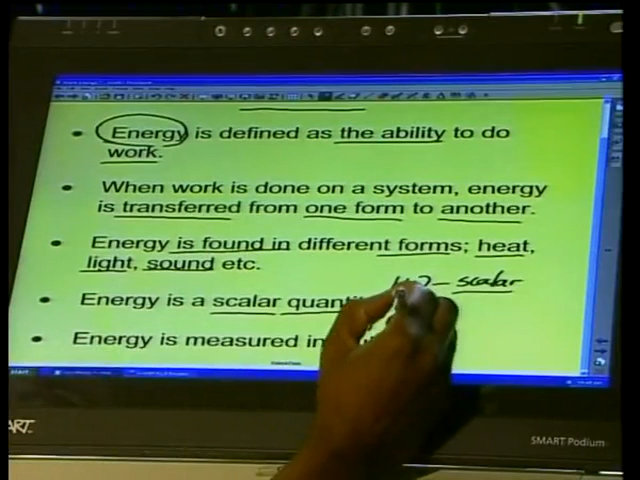 Energy is defined as the ability to do
work.
When work is done on a system, energy
is transferred from one form to another.
Energy is found in different forms; heat,
light, sound etc.
scalar
Energy is a scalar
Energy is measured in
SMART Podium